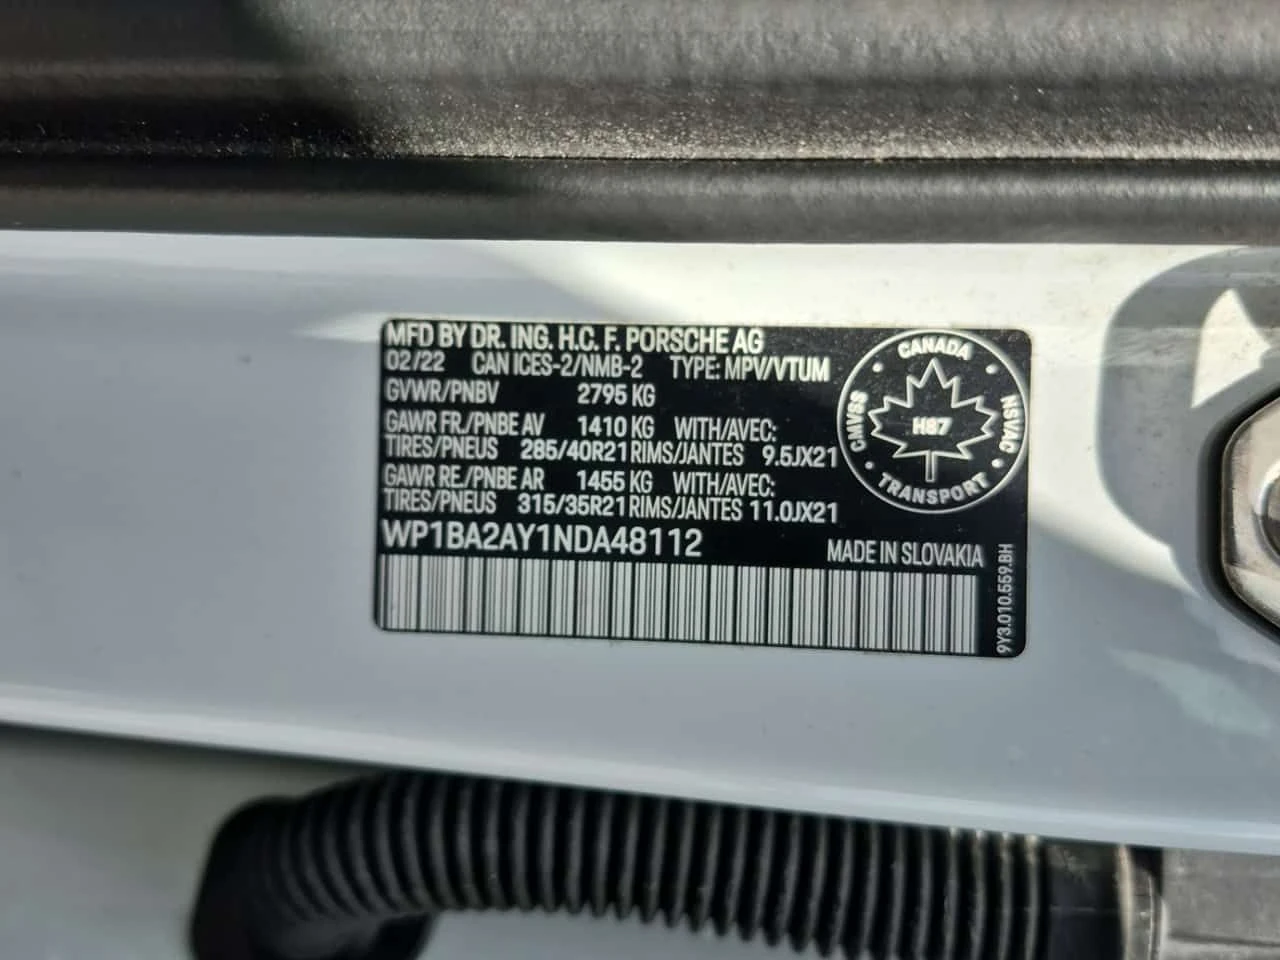 MFD BY DR. ING. H.C. F. PORSCHE AG
02/22 CAN ICES-2/NMB-2 TYPE: MPV/VTUM
GVWR/PNBV 2795 KG
GAWR FR./PNBE AV 1410 KG WITH/AVEC:
TIRES/PNEUS 285/40R21 RIMS/JANTES 9.5JX21
GAWR RE./PNBE AR 1455 KG WITH/AVEC:
TIRES/PNEUS 315/35R21 RIMS/JANTES 11.0JX21
WP1BA2AY1NDA48112
MADE IN SLOVAKIA
CANADA
CMVSS
H87
NSVAC
TRANSPORT
9Y3.010.559.BH